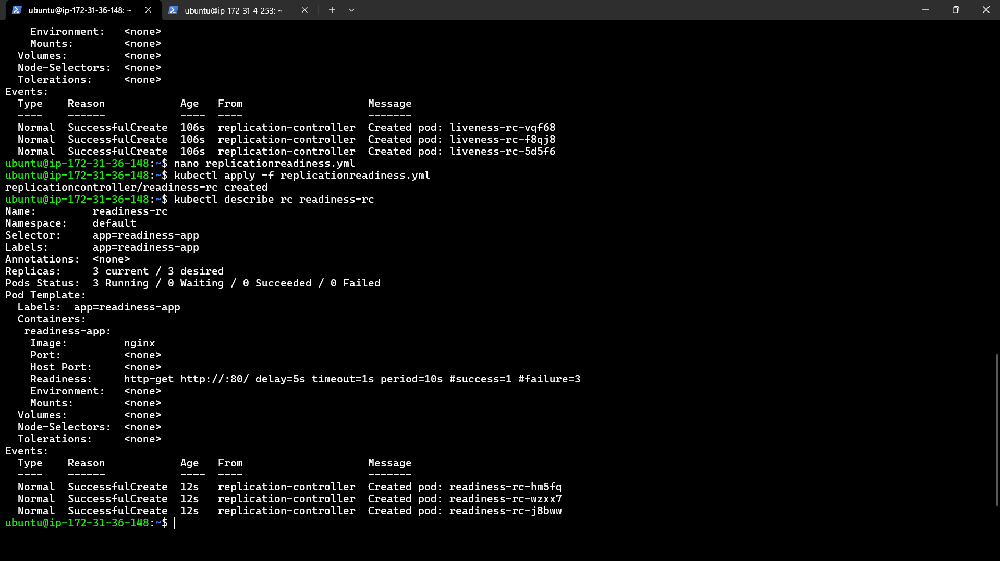 ubuntu@ip-172-31-36-148: ~
ubuntu@ip-172-31-4-253: ~
    Environment:   <none>
    Mounts:        <none>
  Volumes:         <none>
  Node-Selectors:  <none>
  Tolerations:     <none>
Events:
  Type    Reason            Age   From                    Message
  ----    ------            ----  ----                    -------
  Normal  SuccessfulCreate  106s  replication-controller  Created pod: liveness-rc-vqf68
  Normal  SuccessfulCreate  106s  replication-controller  Created pod: liveness-rc-f8qj8
  Normal  SuccessfulCreate  106s  replication-controller  Created pod: liveness-rc-5d5f6
ubuntu@ip-172-31-36-148:~$ nano replicationreadiness.yml
ubuntu@ip-172-31-36-148:~$ kubectl apply -f replicationreadiness.yml
replicationcontroller/readiness-rc created
ubuntu@ip-172-31-36-148:~$ kubectl describe rc readiness-rc
Name:         readiness-rc
Namespace:    default
Selector:     app=readiness-app
Labels:       app=readiness-app
Annotations:  <none>
Replicas:     3 current / 3 desired
Pods Status:  3 Running / 0 Waiting / 0 Succeeded / 0 Failed
Pod Template:
  Labels:  app=readiness-app
  Containers:
   readiness-app:
    Image:         nginx
    Port:          <none>
    Host Port:     <none>
    Readiness:     http-get http://:80/ delay=5s timeout=1s period=10s #success=1 #failure=3
    Environment:   <none>
    Mounts:        <none>
  Volumes:         <none>
  Node-Selectors:  <none>
  Tolerations:     <none>
Events:
  Type    Reason            Age   From                    Message
  ----    ------            ----  ----                    -------
  Normal  SuccessfulCreate  12s   replication-controller  Created pod: readiness-rc-hm5fq
  Normal  SuccessfulCreate  12s   replication-controller  Created pod: readiness-rc-wzxx7
  Normal  SuccessfulCreate  12s   replication-controller  Created pod: readiness-rc-j8bww
ubuntu@ip-172-31-36-148:~$